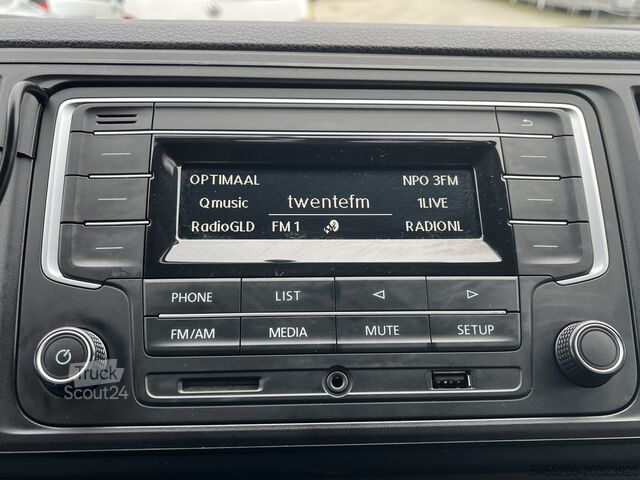 OPTIMAAL NPO 3FM
Qmusic twentefm 1LIVE
RadioGLD FM 1 RADIONL
PHONE LIST
FM/AM MEDIA MUTE SETUP
Truck
Scout24